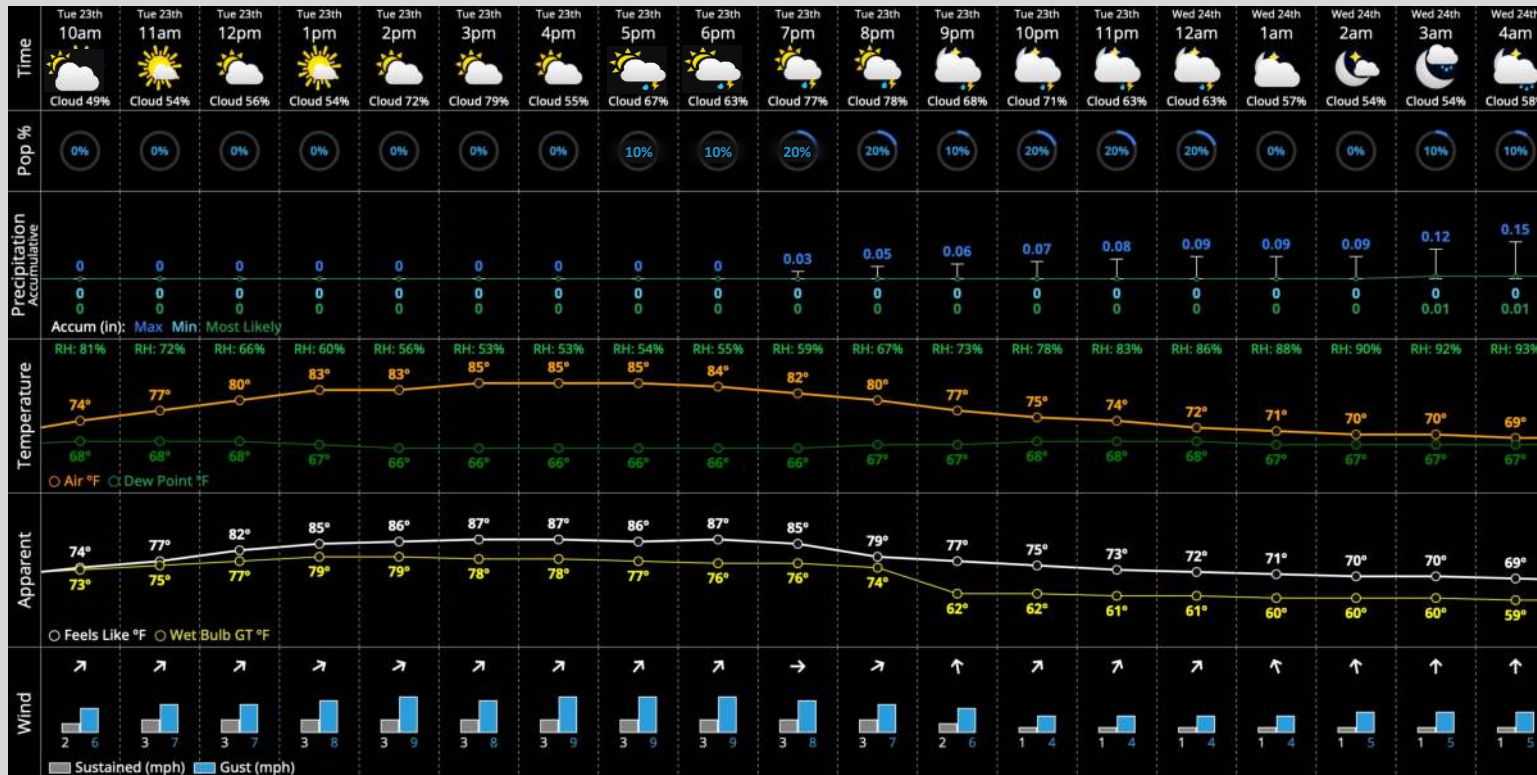 Time
Tue 23th Tue 23th Tue 23th Tue 23th Tue 23th Tue 23th Tue 23th Tue 23th Tue 23th Tue 23th Tue 23th Tue 23th Tue 23th Tue 23th Wed 24th Wed 24th Wed 24th Wed 24th Wed 24th
10am 11am 12pm 1pm 2pm 3pm 4pm 5pm 6pm 7pm 8pm 9pm 10pm 11pm 12am 1am 2am 3am 4am
Cloud 49% Cloud 54% Cloud 56% Cloud 54% Cloud 72% Cloud 79% Cloud 55% Cloud 67% Cloud 63% Cloud 77% Cloud 78% Cloud 68% Cloud 71% Cloud 63% Cloud 63% Cloud 57% Cloud 54% Cloud 54% Cloud 58%
Pop %
0% 0% 0% 0% 0% 0% 0% 10% 10% 20% 20% 10% 20% 20% 20% 0% 0% 10% 10%
Precipitation
Accumulative
0 0 0 0 0 0 0 0 0 0.03 0.05 0.06 0.07 0.08 0.09 0.09 0.09 0.12 0.15
0 0 0 0 0 0 0 0 0 0 0 0 0 0 0 0 0 0 0
0 0 0 0 0 0 0 0 0 0 0 0 0 0 0 0 0 0.01 0.01
Accum (in): Max Min Most Likely
Temperature
RH: 81% RH: 72% RH: 66% RH: 60% RH: 56% RH: 53% RH: 53% RH: 54% RH: 55% RH: 59% RH: 67% RH: 73% RH: 78% RH: 83% RH: 86% RH: 88% RH: 90% RH: 92% RH: 93%
74° 77° 80° 83° 83° 85° 85° 85° 84° 82° 80° 77° 75° 74° 72° 71° 70° 70° 69°
68° 68° 68° 67° 66° 66° 66° 66° 66° 66° 67° 67° 68° 68° 68° 67° 67° 67° 67°
Air °F Dew Point °F
Apparent
74° 77° 82° 85° 86° 87° 87° 86° 87° 85° 79° 77° 75° 73° 72° 71° 70° 70° 69°
73° 75° 77° 79° 79° 78° 78° 77° 76° 76° 74° 62° 62° 61° 61° 60° 60° 60° 59°
Feels Like °F Wet Bulb GT °F
Wind
2 6 3 7 3 7 3 8 3 9 3 8 3 9 3 9 3 9 3 8 3 7 2 6 1 4 1 4 1 4 1 4 1 5 1 5 1 5
Sustained (mph) Gust (mph)